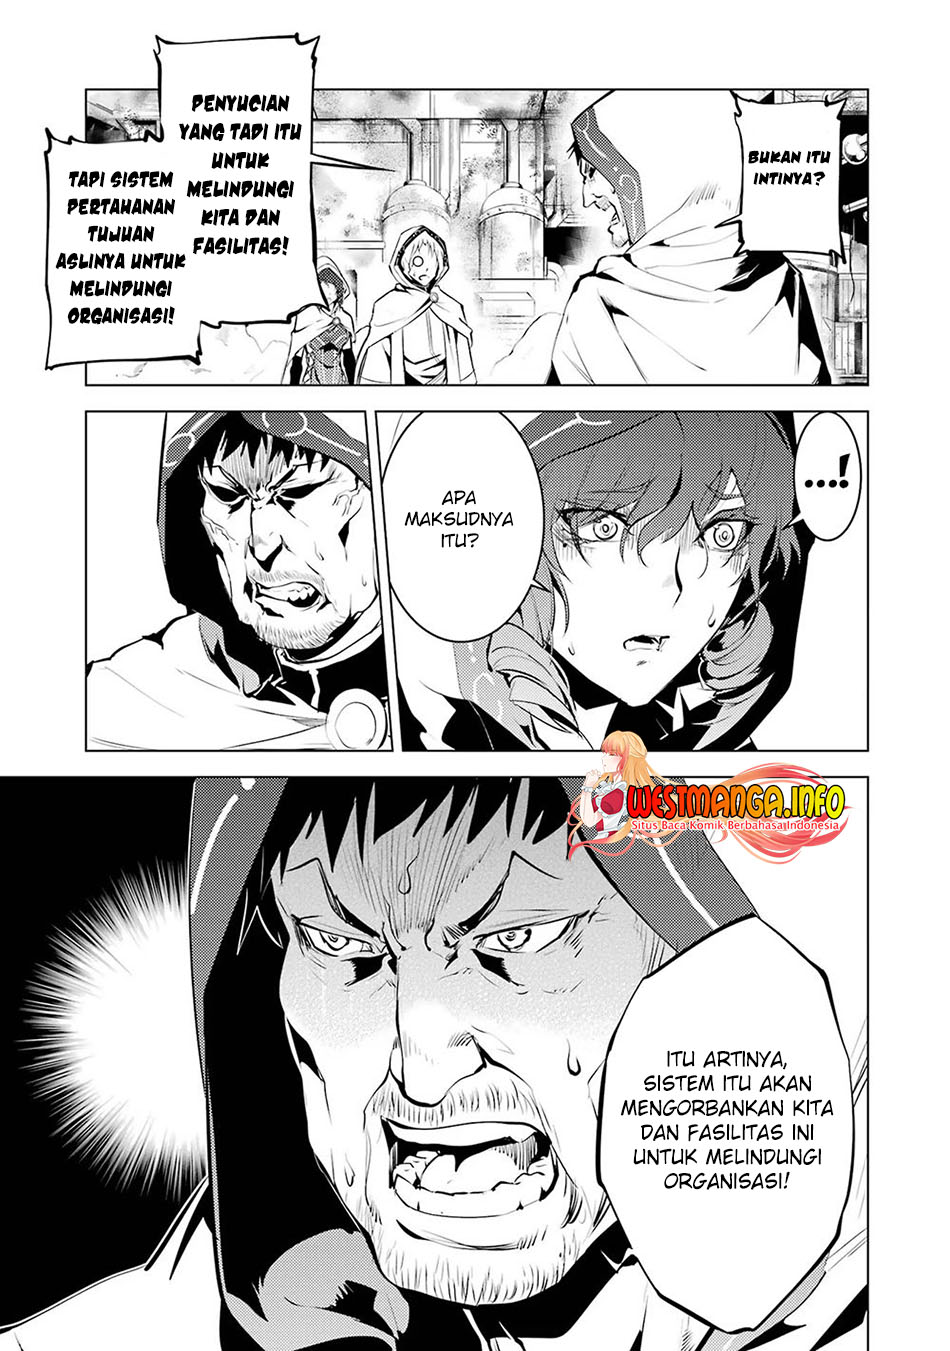 BUKAN ITU
INTINYA?
PENYUCIAN
YANG TADI ITU
UNTUK
MELINDUNGI
KITA DAN
FASILITAS!
TAPI SISTEM
PERTAHANAN
TUJUAN
ASLINYA UNTUK
MELINDUNGI
ORGANISASI!
....!
APA
MAKSUDNYA
ITU?
WESTMANGA.INFO
Situs Baca Komik Berbahasa Indonesia
ITU ARTINYA,
SISTEM ITU AKAN
MENGORBANKAN KITA
DAN FASILITAS INI
UNTUK MELINDUNGI
ORGANISASI!